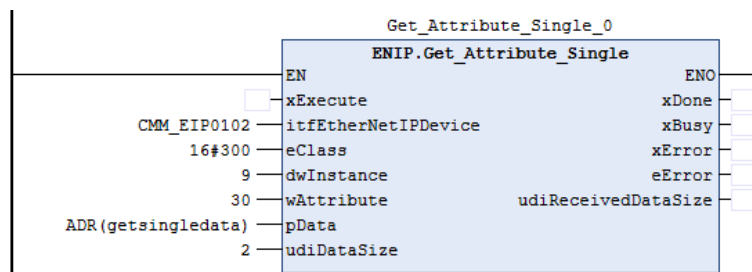 Get_Attribute_Single_0
ENIP.Get_Attribute_Single
EN ENO
xExecute xDone
CMM_EIP0102 itfEtherNetIPDevice xBusy
16#300 eClass xError
9 dwInstance eError
30 wAttribute udiReceivedDataSize
ADR(getsingledata) pData
2 udiDataSize